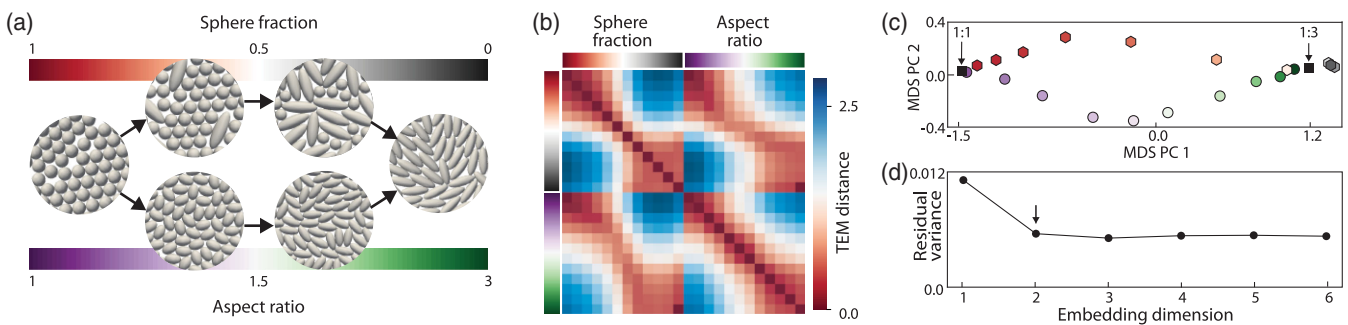 (a)
Sphere fraction
1
0.5
0
1
1.5
3
Aspect ratio
(b)
Sphere
fraction
Aspect
ratio
2.5
0.0
TEM distance
(c)
0.4
0.0
-0.4
MDS PC 2
1:1
1:3
-1.5
0.0
1.2
MDS PC 1
(d)
0.012
0.0
Residual
variance
1
2
3
4
5
6
Embedding dimension